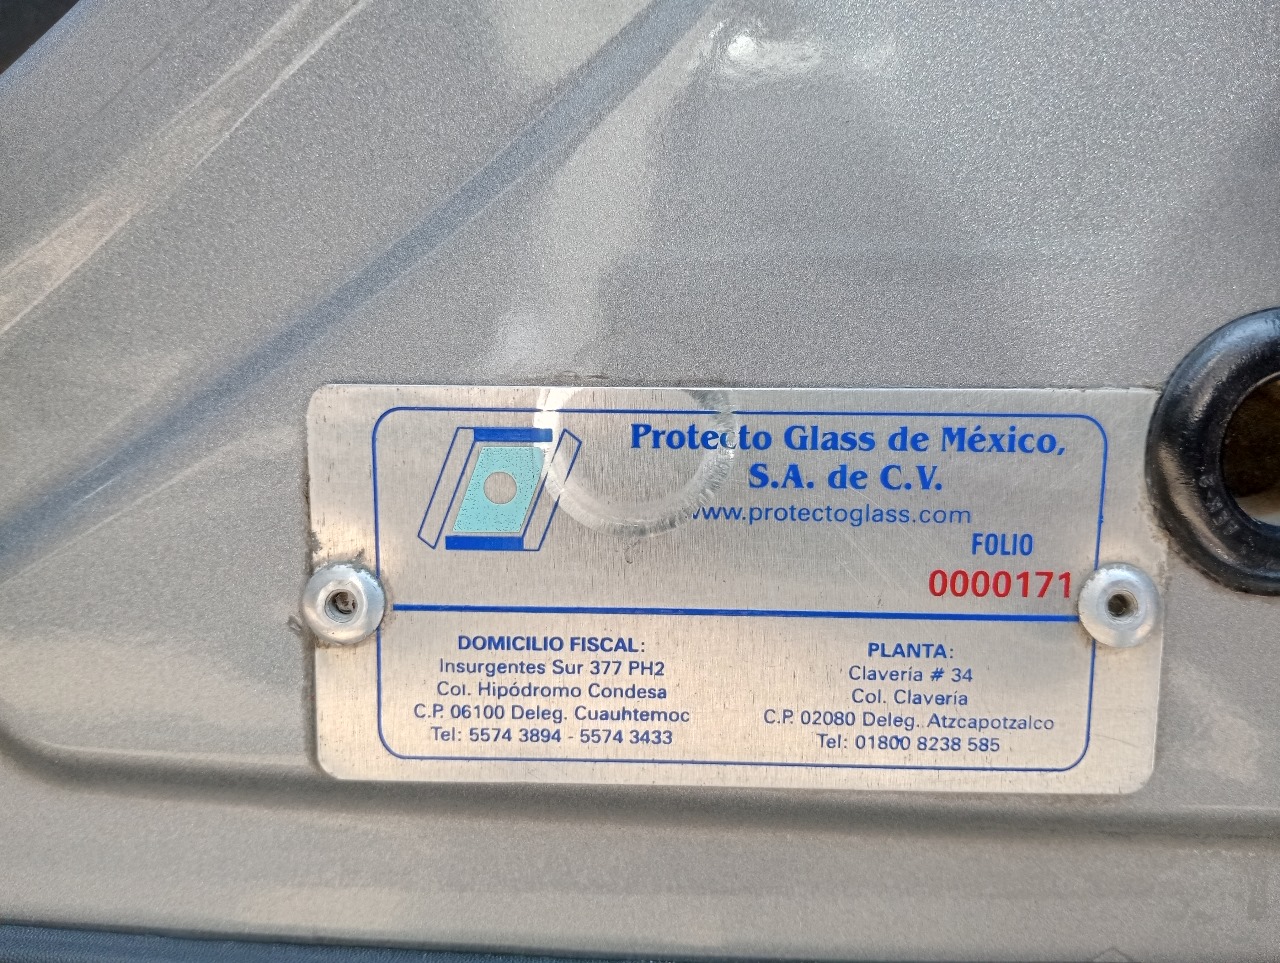 Protecto Glass de México,
S.A. de C.V.
www.protectoglass.com
FOLIO
0000171
DOMICILIO FISCAL:
Insurgentes Sur 377 PH2
Col. Hipódromo Condesa
C.P. 06100 Deleg. Cuauhtemoc
Tel: 5574 3894 - 5574 3433
PLANTA:
Clavería # 34
Col. Clavería
C.P. 02080 Deleg. Atzcapotzalco
Tel: 01800 8238 585